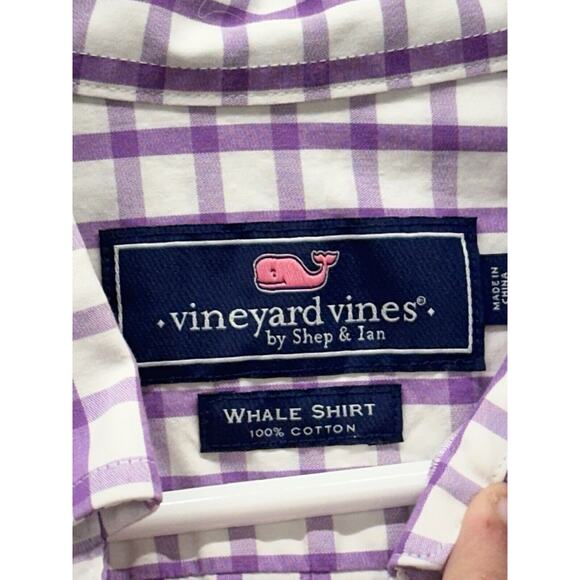 vineyard vines®
by Shep & Ian
MADE IN
CHINA
WHALE SHIRT
100% COTTON